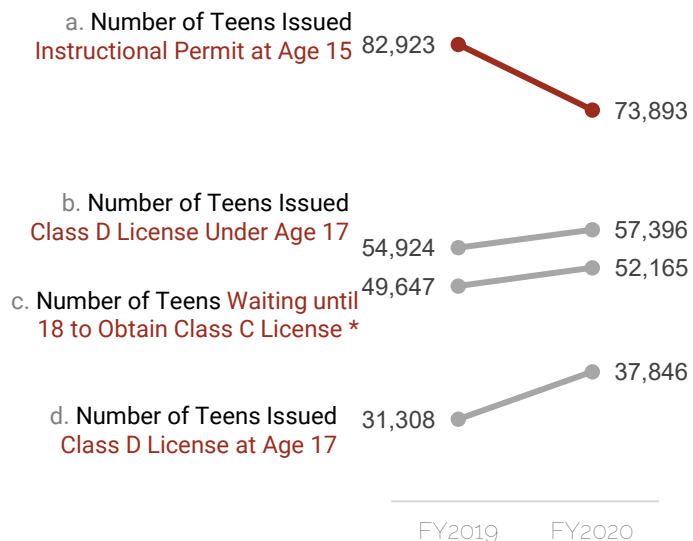 a. Number of Teens Issued
Instructional Permit at Age 15
82,923
73,893
b. Number of Teens Issued
Class D License Under Age 17
54,924
57,396
c. Number of Teens Waiting until
18 to Obtain Class C License *
49,647
52,165
d. Number of Teens Issued
Class D License at Age 17
31,308
37,846
FY2019 FY2020